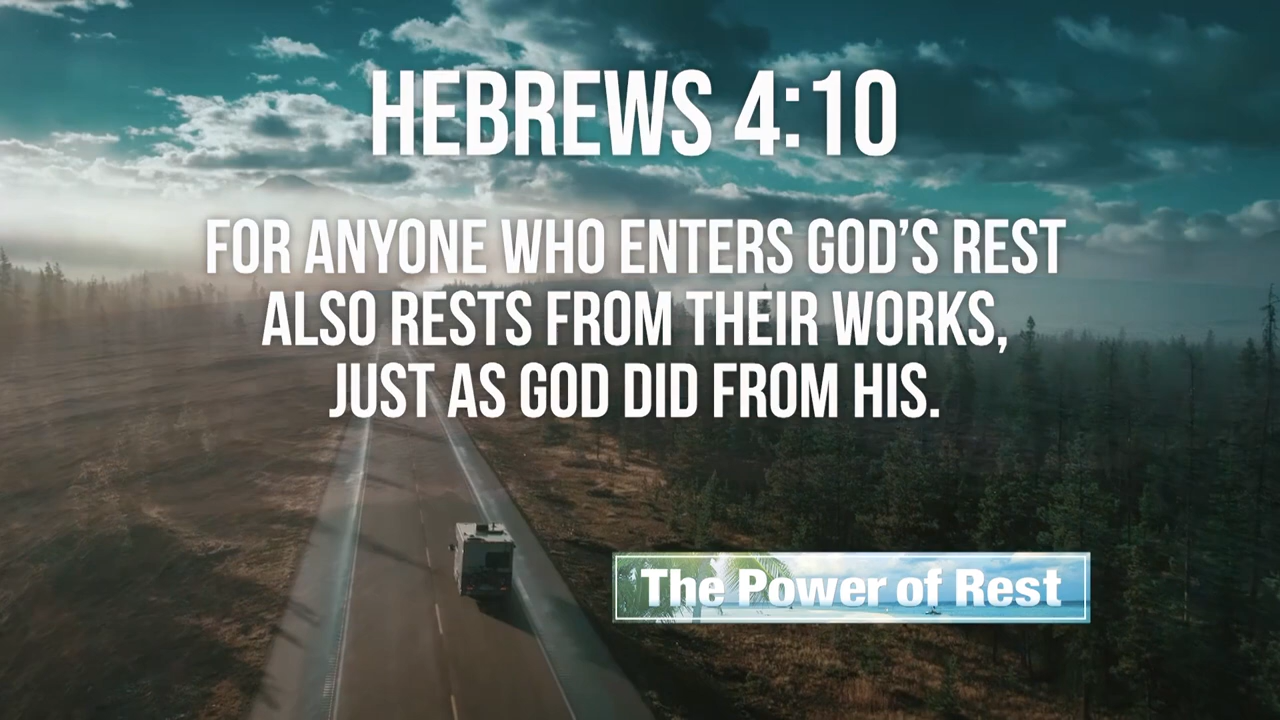 HEBREWS 4:10
FOR ANYONE WHO ENTERS GOD’S REST
ALSO RESTS FROM THEIR WORKS,
JUST AS GOD DID FROM HIS.
The Power of Rest